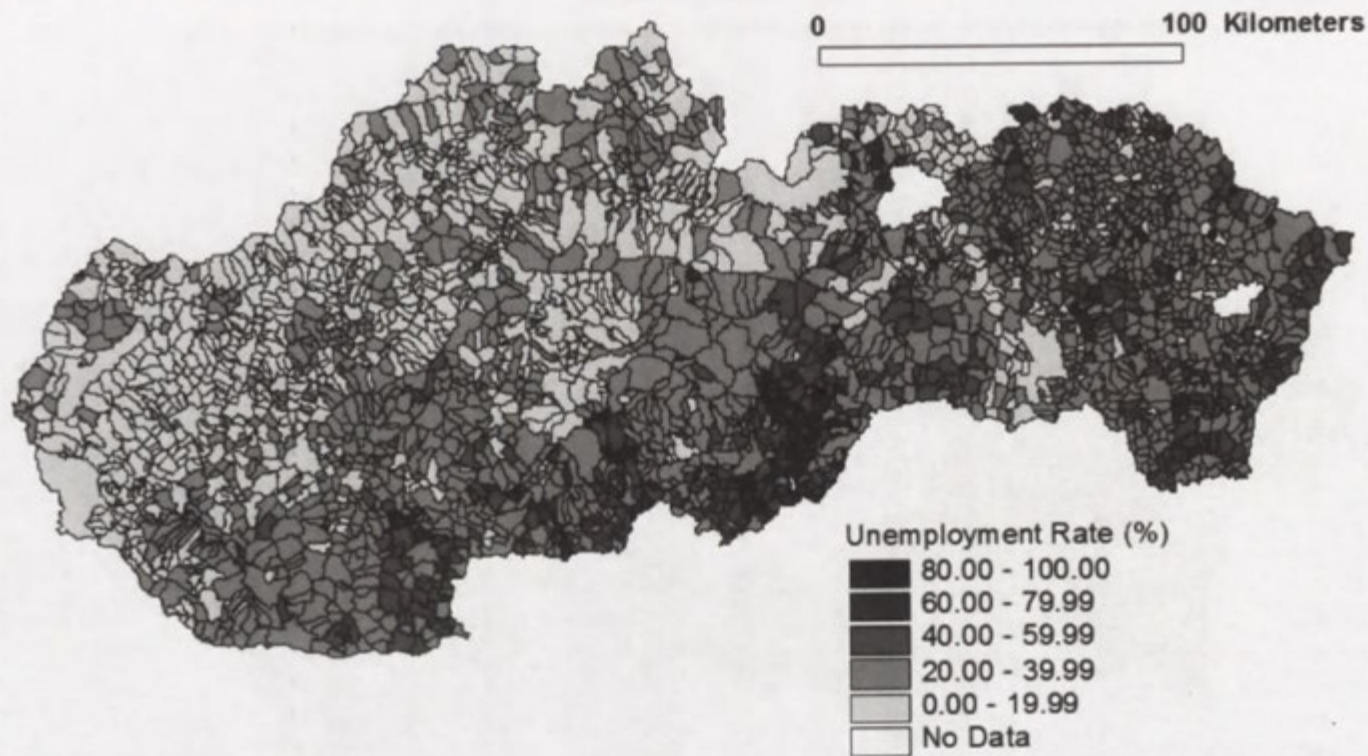 0 100 Kilometers
Unemployment Rate (%)
80.00 - 100.00
60.00 - 79.99
40.00 - 59.99
20.00 - 39.99
0.00 - 19.99
No Data